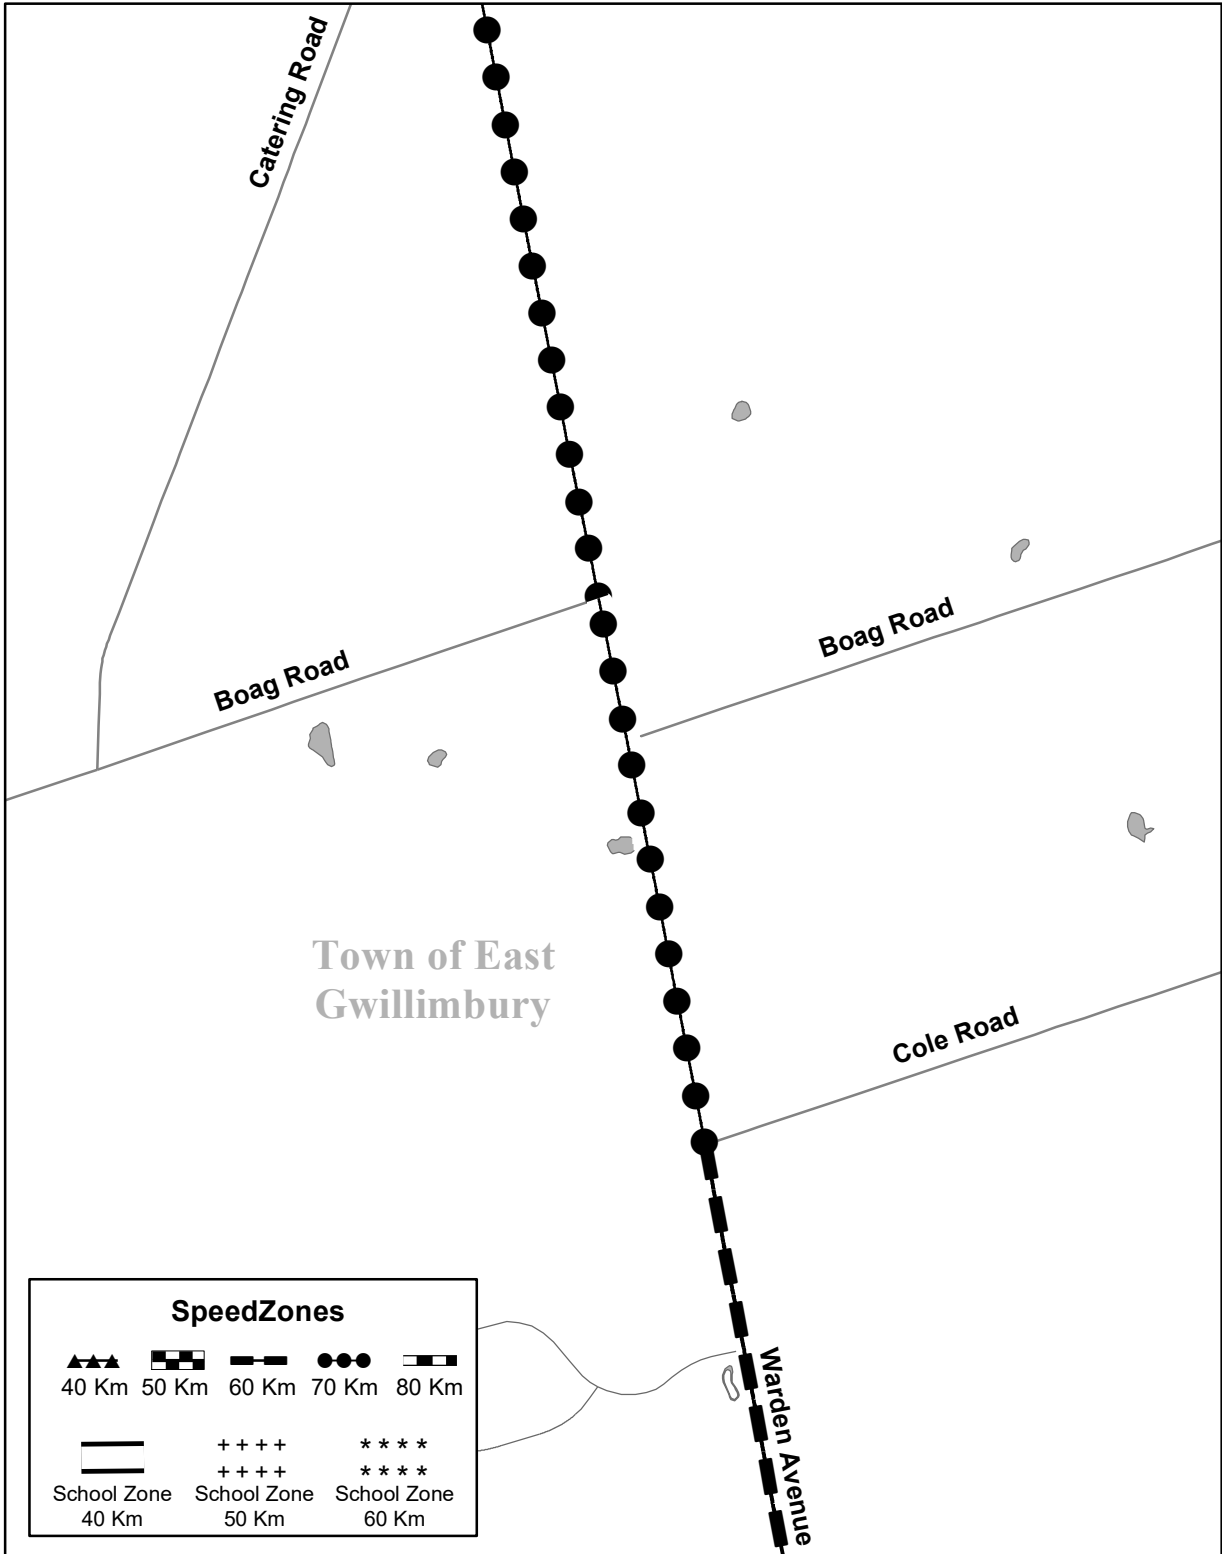 Catering Road
Boag Road
Boag Road
Town of East
Gwillimbury
Cole Road
Warden Avenue
SpeedZones
40 Km 50 Km 60 Km 70 Km 80 Km
School Zone School Zone School Zone
40 Km 50 Km 60 Km